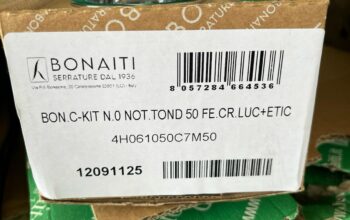 BONAITI
SERRATURE DAL 1936
8 057284 664536
BON.C-KIT N.0 NOT.TOND 50 FE.CR.LUC+ETIC
4H061050C7M50
12091125